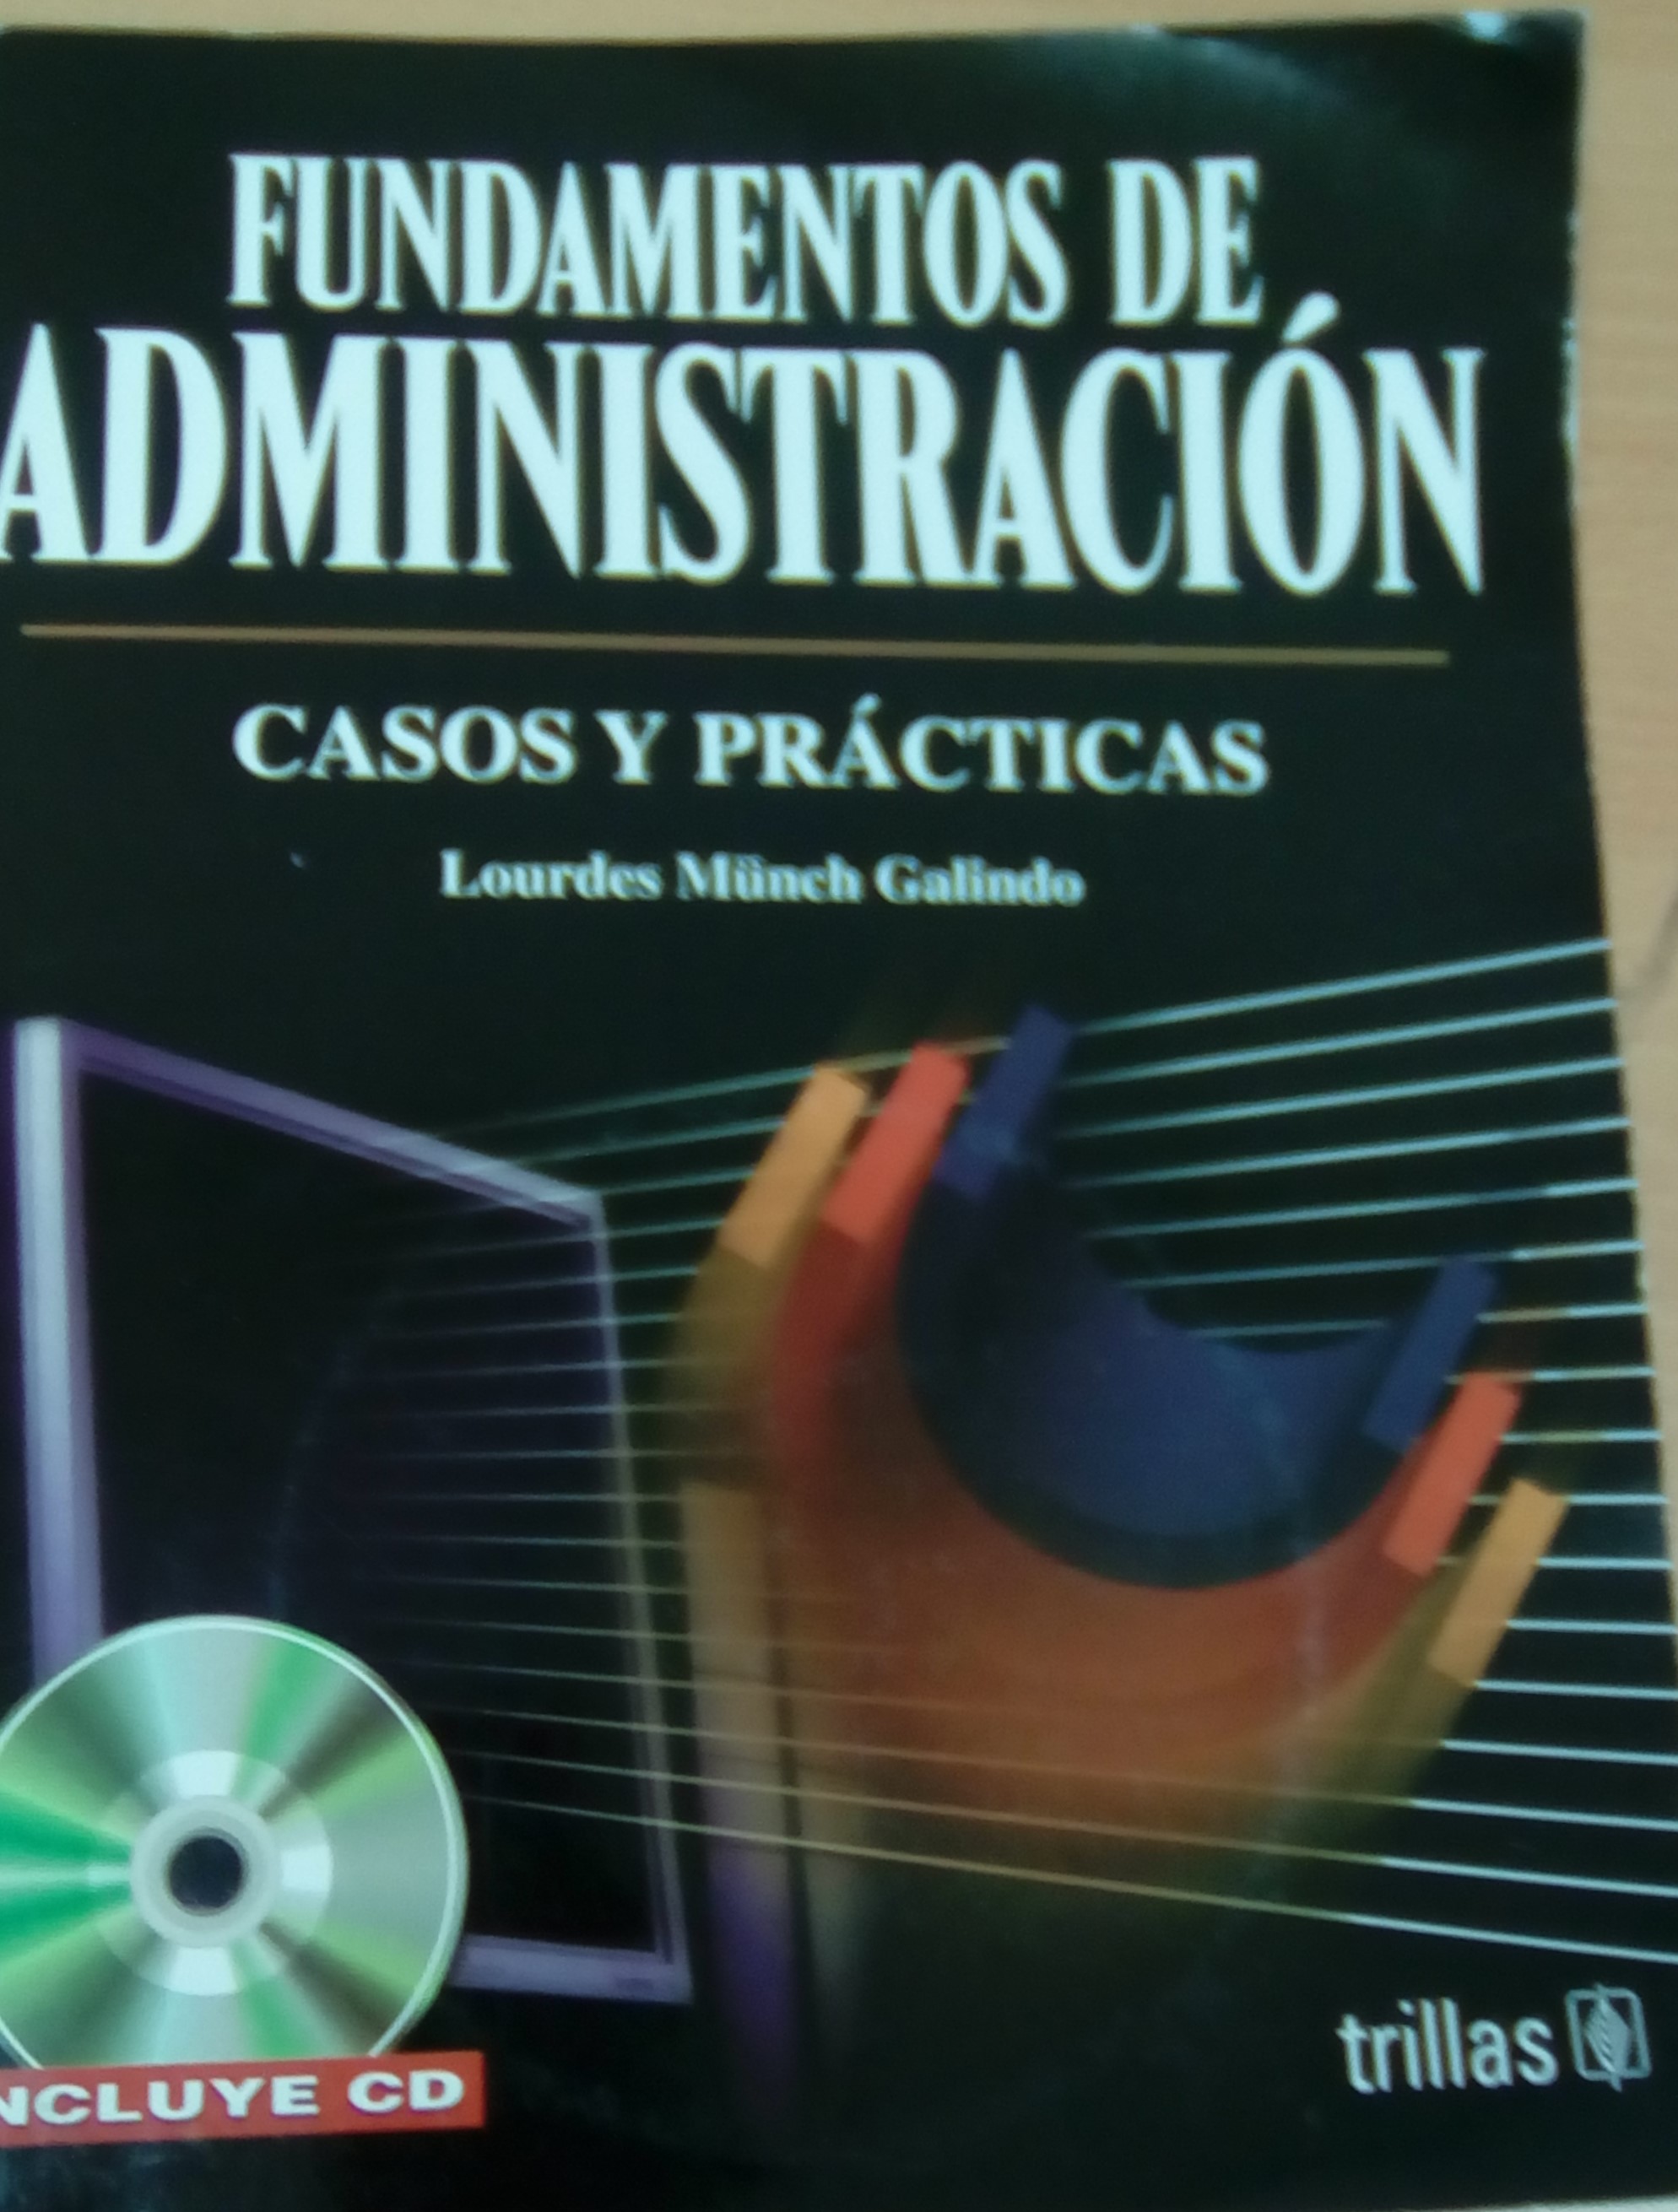 FUNDAMENTOS DE
ADMINISTRACIÓN
CASOS Y PRÁCTICAS
Lourdes Münch Galindo
trillas
NCLUYE CD